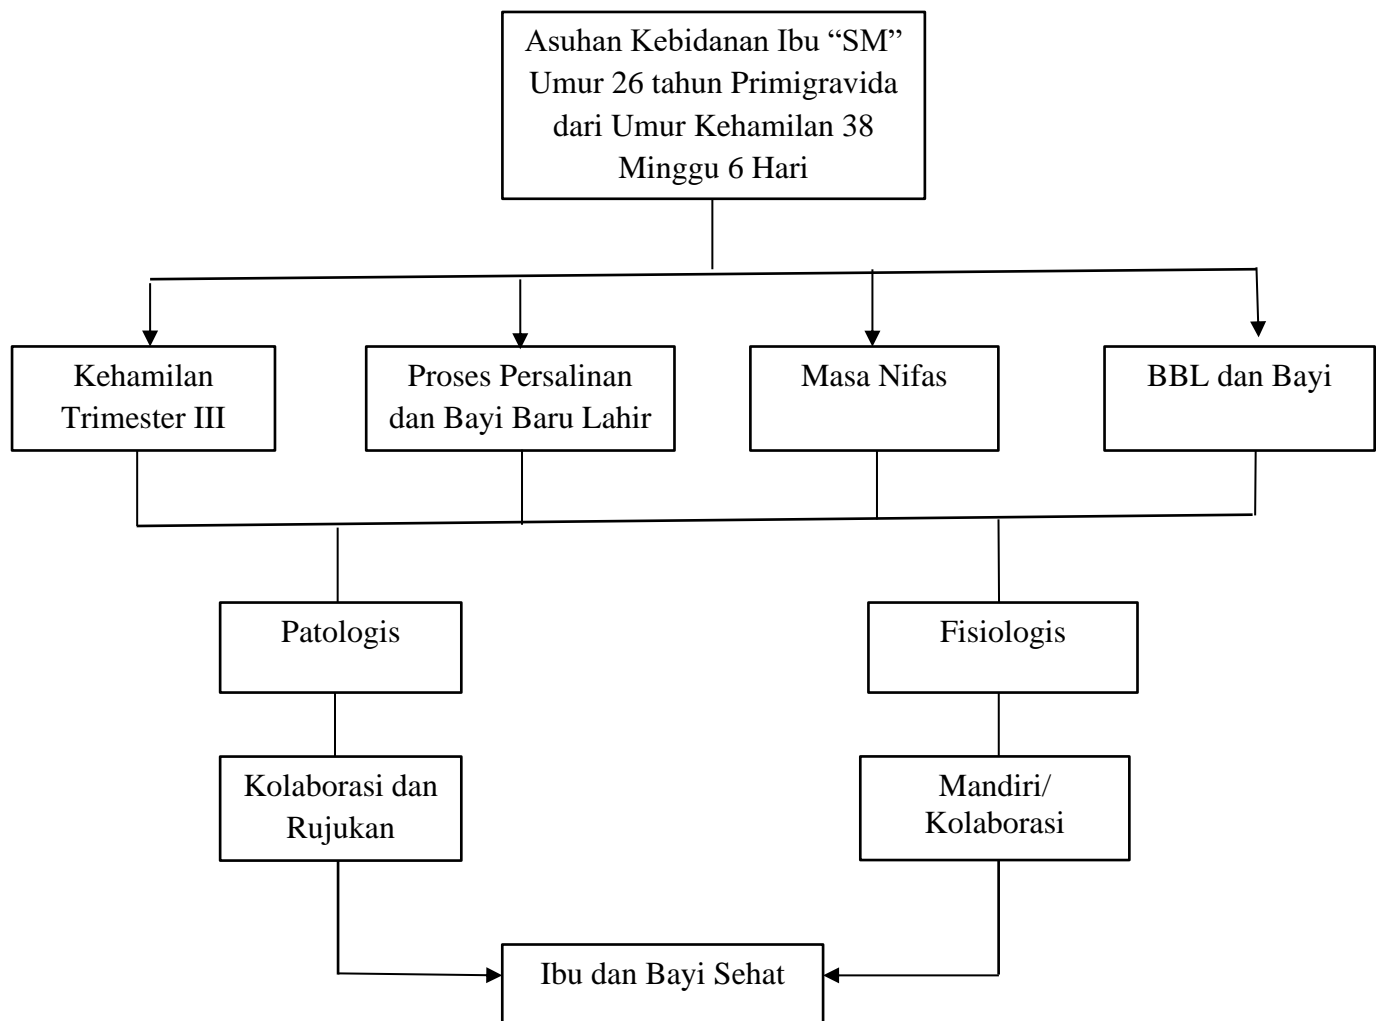 Asuhan Kebidanan Ibu “SM”
Umur 26 tahun Primigravida
dari Umur Kehamilan 38
Minggu 6 Hari
Kehamilan
Trimester III
Proses Persalinan
dan Bayi Baru Lahir
Masa Nifas
BBL dan Bayi
Patologis
Fisiologis
Kolaborasi dan
Rujukan
Mandiri/
Kolaborasi
Ibu dan Bayi Sehat